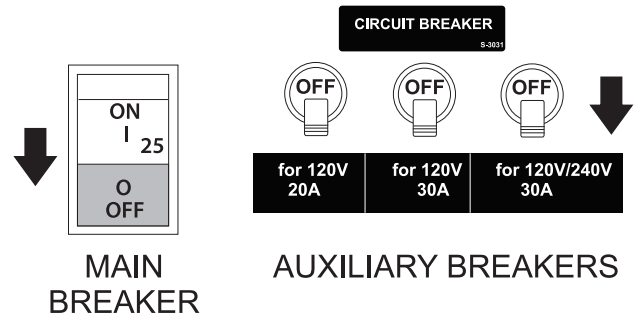 CIRCUIT BREAKER
S-3031
OFF OFF OFF
ON
I
25
O
OFF
for 120V 20A
for 120V 30A
for 120V/240V 30A
MAIN
BREAKER
AUXILIARY BREAKERS